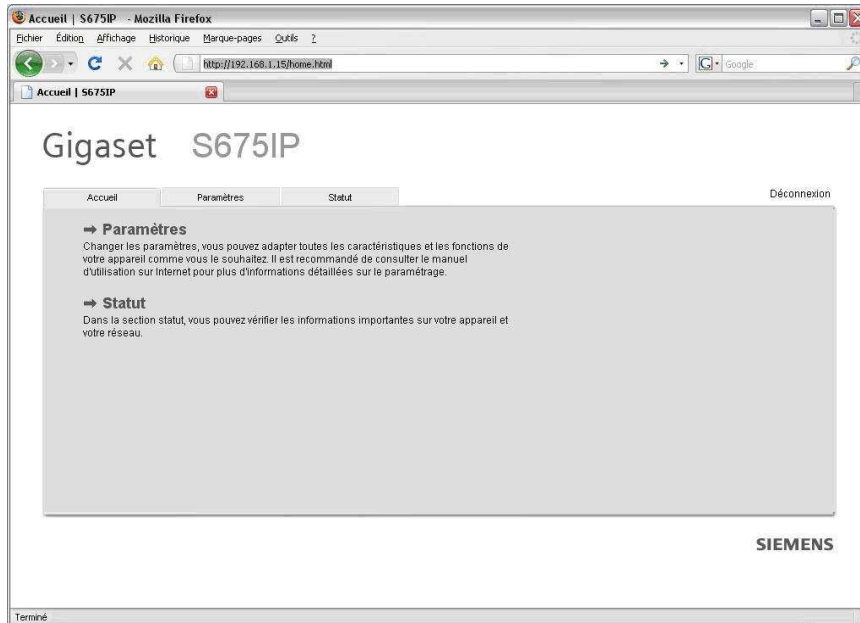 Accueil | S675IP - Mozilla Firefox
Fichier Édition Affichage Historique Marque-pages Outils ?
http://192.168.1.15/home.html
Google
Accueil | S675IP
Gigaset S675IP
Accueil Paramètres Statut Déconnexion
➡ Paramètres
Changer les paramètres, vous pouvez adapter toutes les caractéristiques et les fonctions de
votre appareil comme vous le souhaitez. Il est recommandé de consulter le manuel
d'utilisation sur Internet pour plus d'informations détaillées sur le paramétrage.
➡ Statut
Dans la section statut, vous pouvez vérifier les informations importantes sur votre appareil et
votre réseau.
SIEMENS
Terminé